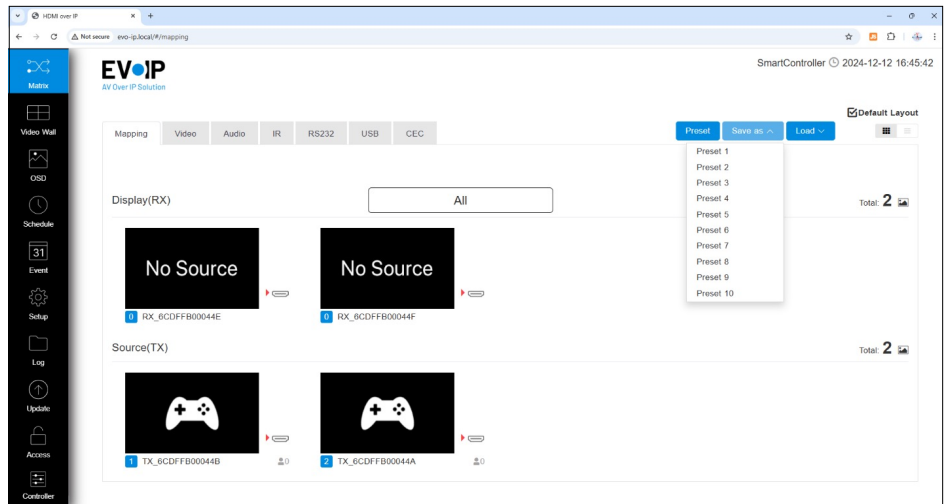 HDMI over IP
Not secure evo-ip.local/#/mapping
SmartController 2024-12-12 16:45:42
EVOIP
AV Over IP Solution
Matrix
Video Wall
OSD
Schedule
31
Event
Setup
Log
Update
Access
Controller
Default Layout
Mapping Video Audio IR RS232 USB CEC
Preset Save as Load
Preset 1
Preset 2
Preset 3
Preset 4
Preset 5
Preset 6
Preset 7
Preset 8
Preset 9
Preset 10
Display(RX) All Total: 2
No Source No Source
0 RX_6CDFFB00044E 0 RX_6CDFFB00044F
Source(TX) Total: 2
1 TX_6CDFFB00044B 0 2 TX_6CDFFB00044A 0